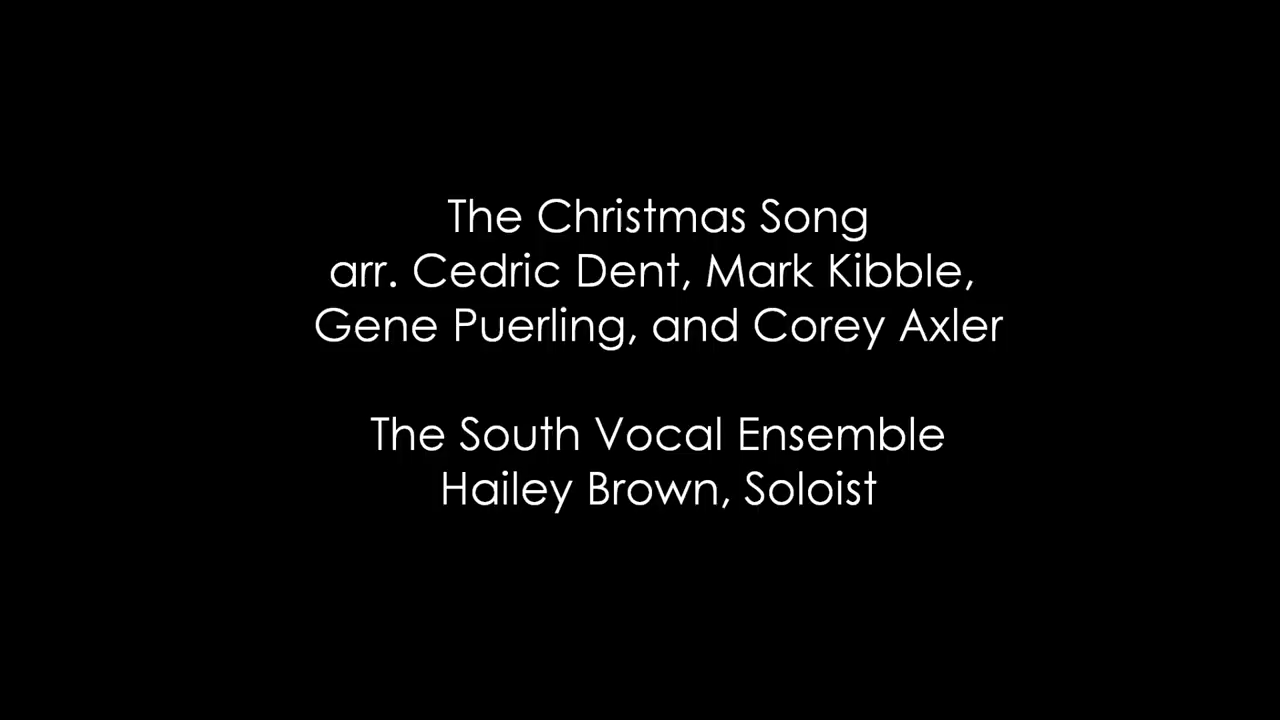 The Christmas Song
arr. Cedric Dent, Mark Kibble,
Gene Puerling, and Corey Axler
The South Vocal Ensemble
Hailey Brown, Soloist